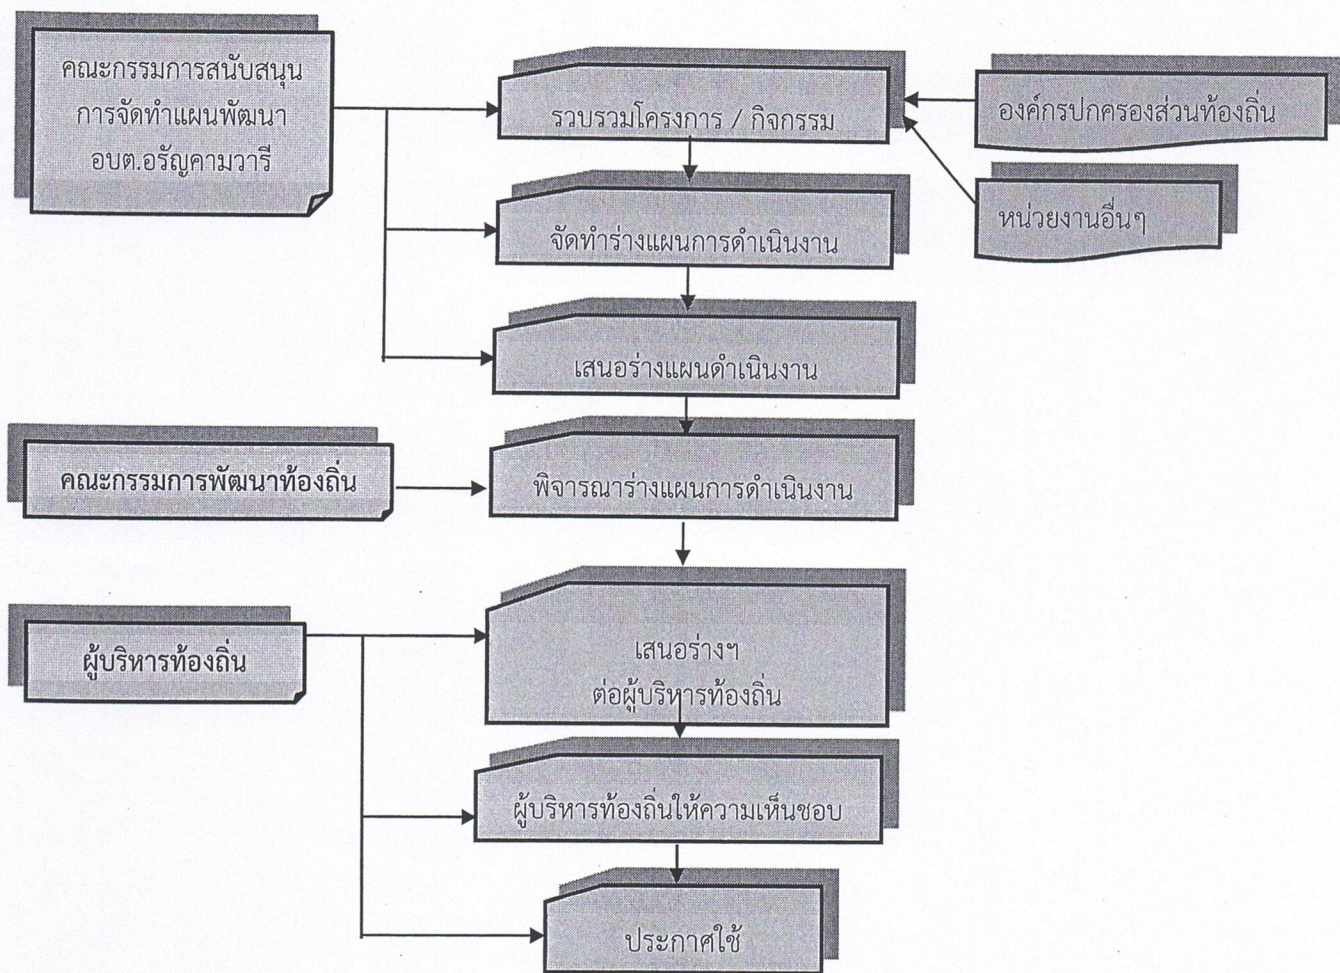 คณะกรรมการสนับสนุน
การจัดทำแผนพัฒนา
อบต.อรัญคามวารี
รวบรวมโครงการ / กิจกรรม
องค์กรปกครองส่วนท้องถิ่น
หน่วยงานอื่นๆ
จัดทำร่างแผนการดำเนินงาน
เสนอร่างแผนดำเนินงาน
คณะกรรมการพัฒนาท้องถิ่น
พิจารณาร่างแผนการดำเนินงาน
ผู้บริหารท้องถิ่น
เสนอร่างฯ
ต่อผู้บริหารท้องถิ่น
ผู้บริหารท้องถิ่นให้ความเห็นชอบ
ประกาศใช้